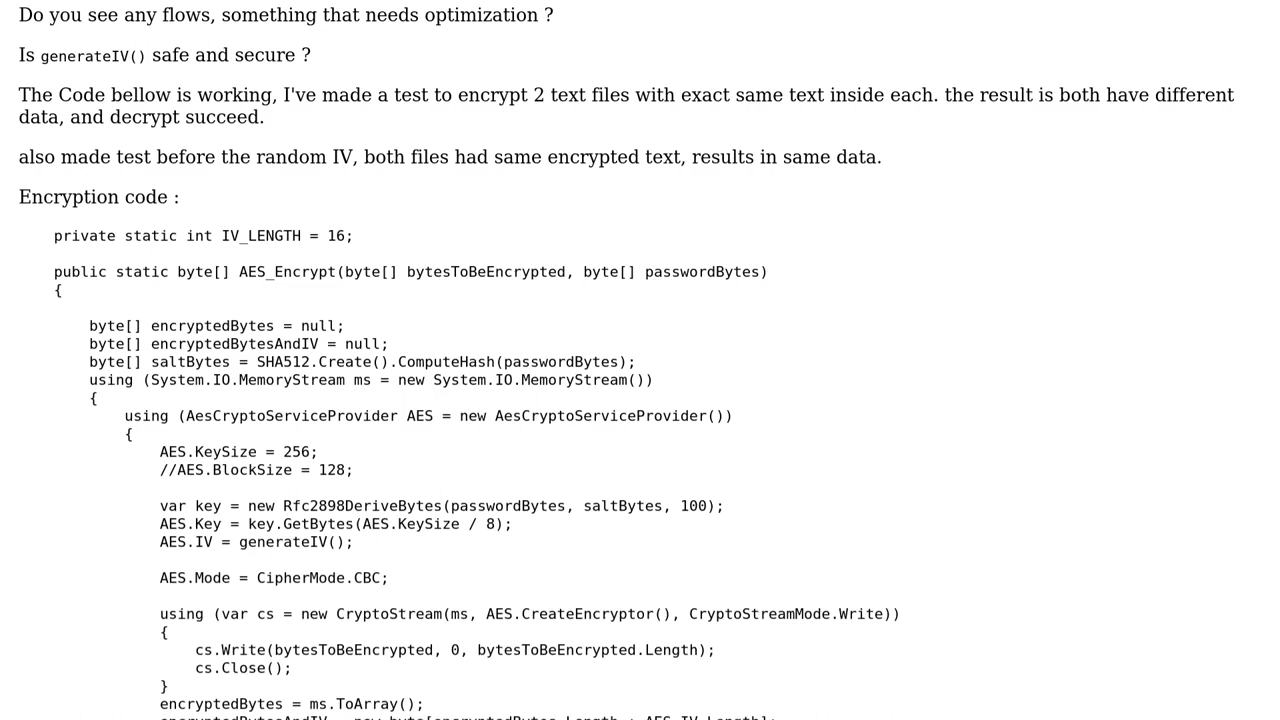 Do you see any flows, something that needs optimization ?
Is generateIV() safe and secure ?
The Code bellow is working, I've made a test to encrypt 2 text files with exact same text inside each. the result is both have different
data, and decrypt succeed.
also made test before the random IV, both files had same encrypted text, results in same data.
Encryption code :
private static int IV_LENGTH = 16;
public static byte[] AES_Encrypt(byte[] bytesToBeEncrypted, byte[] passwordBytes)
{
byte[] encryptedBytes = null;
byte[] encryptedBytesAndIV = null;
byte[] saltBytes = SHA512.Create().ComputeHash(passwordBytes);
using (System.IO.MemoryStream ms = new System.IO.MemoryStream())
{
using (AesCryptoServiceProvider AES = new AesCryptoServiceProvider())
{
AES.KeySize = 256;
//AES.BlockSize = 128;
var key = new Rfc2898DeriveBytes(passwordBytes, saltBytes, 100);
AES.Key = key.GetBytes(AES.KeySize / 8);
AES.IV = generateIV();
AES.Mode = CipherMode.CBC;
using (var cs = new CryptoStream(ms, AES.CreateEncryptor(), CryptoStreamMode.Write))
{
cs.Write(bytesToBeEncrypted, 0, bytesToBeEncrypted.Length);
cs.Close();
}
encryptedBytes = ms.ToArray();